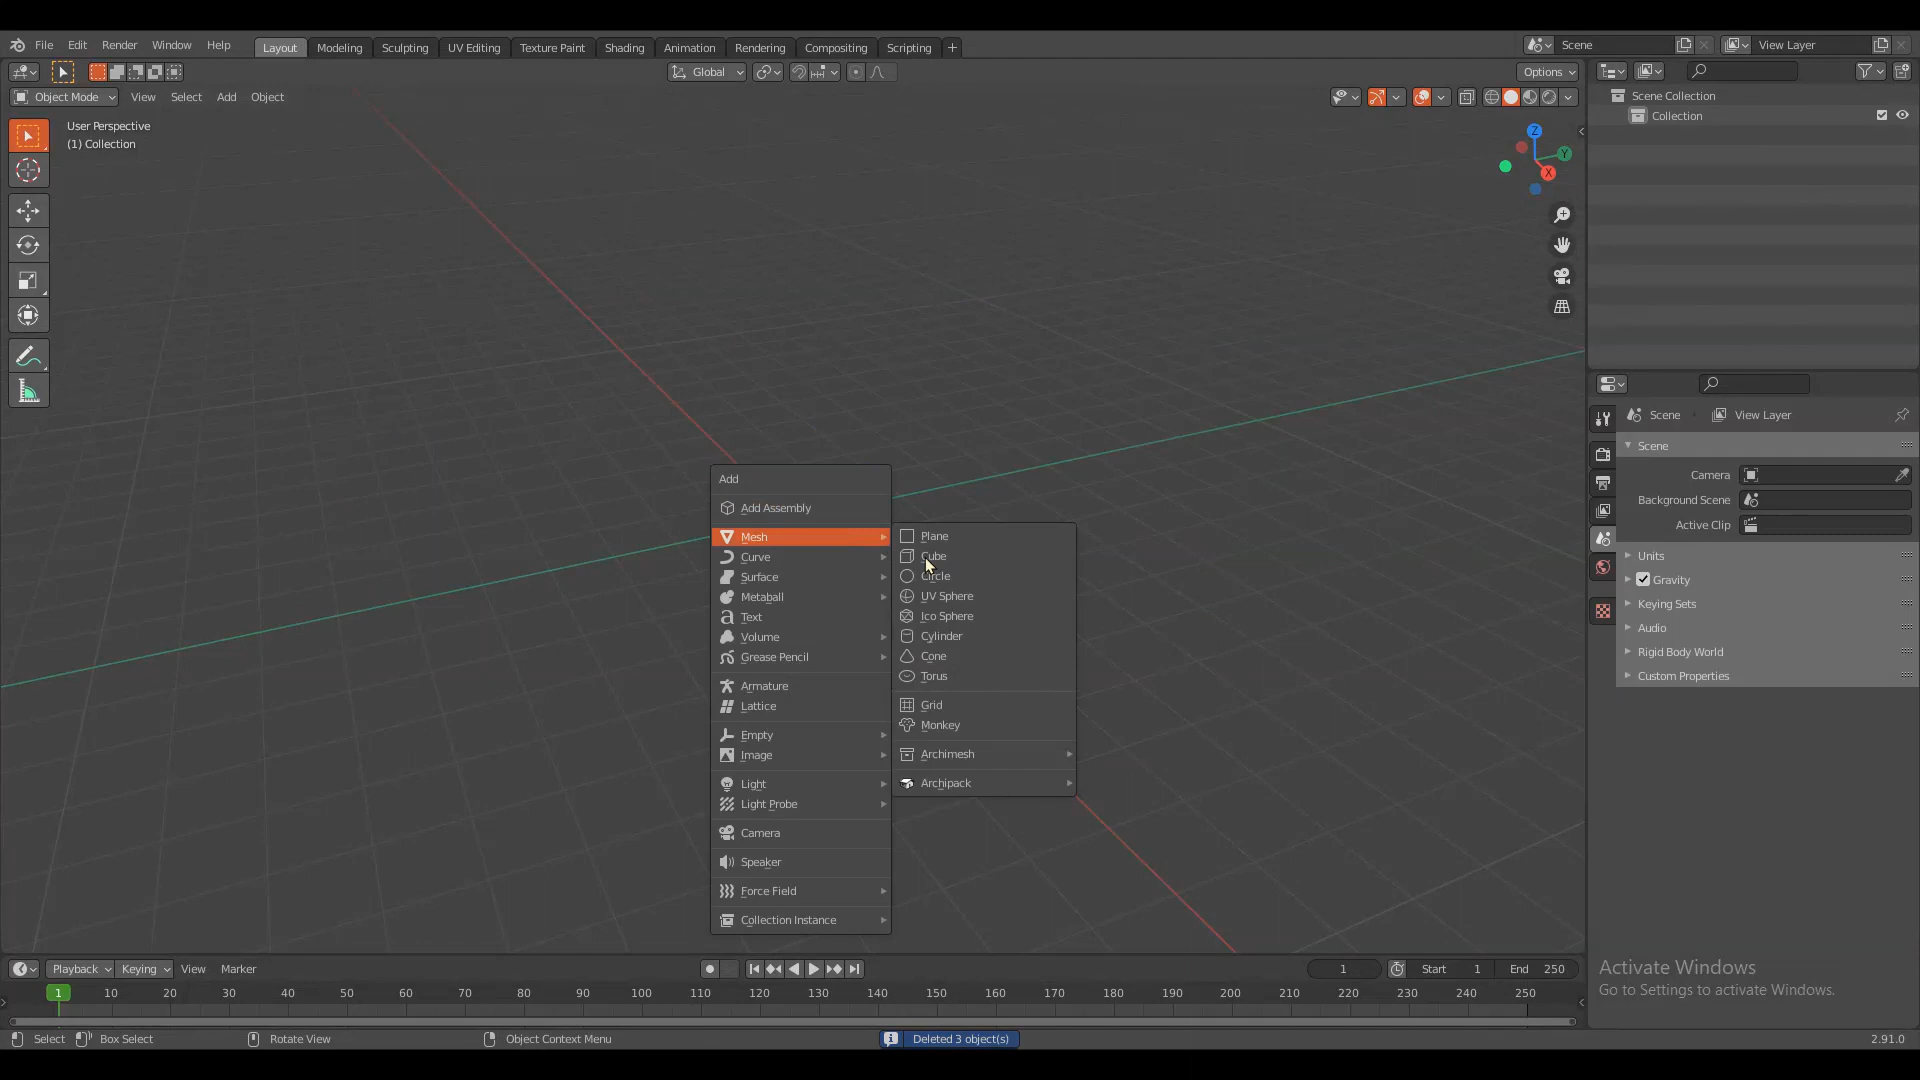 File Edit Render Window Help Layout Modeling Sculpting UV Editing Texture Paint Shading Animation Rendering Compositing Scripting + Scene View Layer
Global Options
Object Mode View Select Add Object
User Perspective
(1) Collection
Z
Y
X
Scene Collection
Collection
Scene View Layer
Scene
Camera
Background Scene
Active Clip
Units
Gravity
Keying Sets
Audio
Rigid Body World
Custom Properties
Add
Add Assembly
Mesh
Curve
Surface
Metaball
Text
Volume
Grease Pencil
Armature
Lattice
Empty
Image
Light
Light Probe
Camera
Speaker
Force Field
Collection Instance
Plane
Cube
Circle
UV Sphere
Ico Sphere
Cylinder
Cone
Torus
Grid
Monkey
Archimesh
Archipack
Activate Windows
Go to Settings to activate Windows.
Playback Keying View Marker 1 Start 1 End 250
1 10 20 30 40 50 60 70 80 90 100 110 120 130 140 150 160 170 180 190 200 210 220 230 240 250
Select Box Select Rotate View Object Context Menu Deleted 3 object(s) 2.91.0